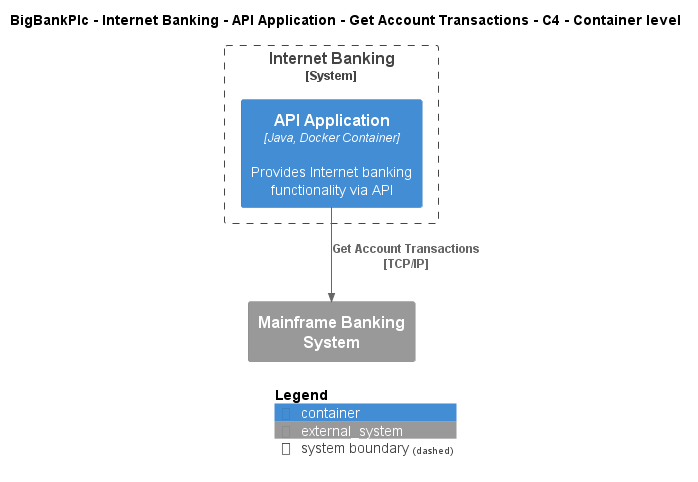 BigBankPlc - Internet Banking - API Application - Get Account Transactions - C4 - Container level
Internet Banking
[System]
API Application
[Java, Docker Container]
Provides Internet banking
functionality via API
Get Account Transactions
[TCP/IP]
Mainframe Banking
System
Legend
container
external_system
system boundary (dashed)